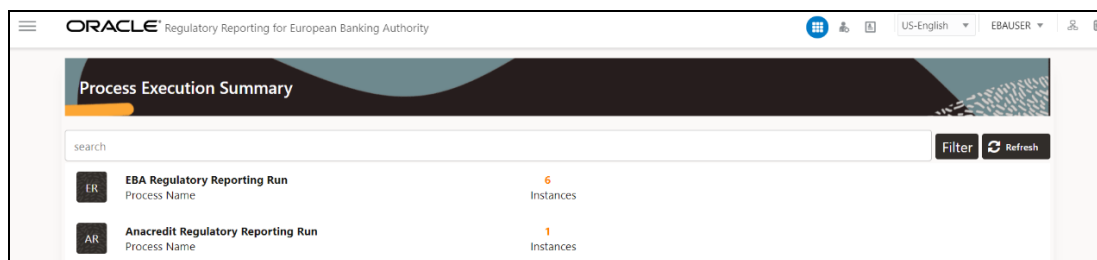 ORACLE® Regulatory Reporting for European Banking Authority US-English EBAUSER
Process Execution Summary
search Filter Refresh
ER EBA Regulatory Reporting Run 6
Process Name Instances
AR Anacredit Regulatory Reporting Run 1
Process Name Instances